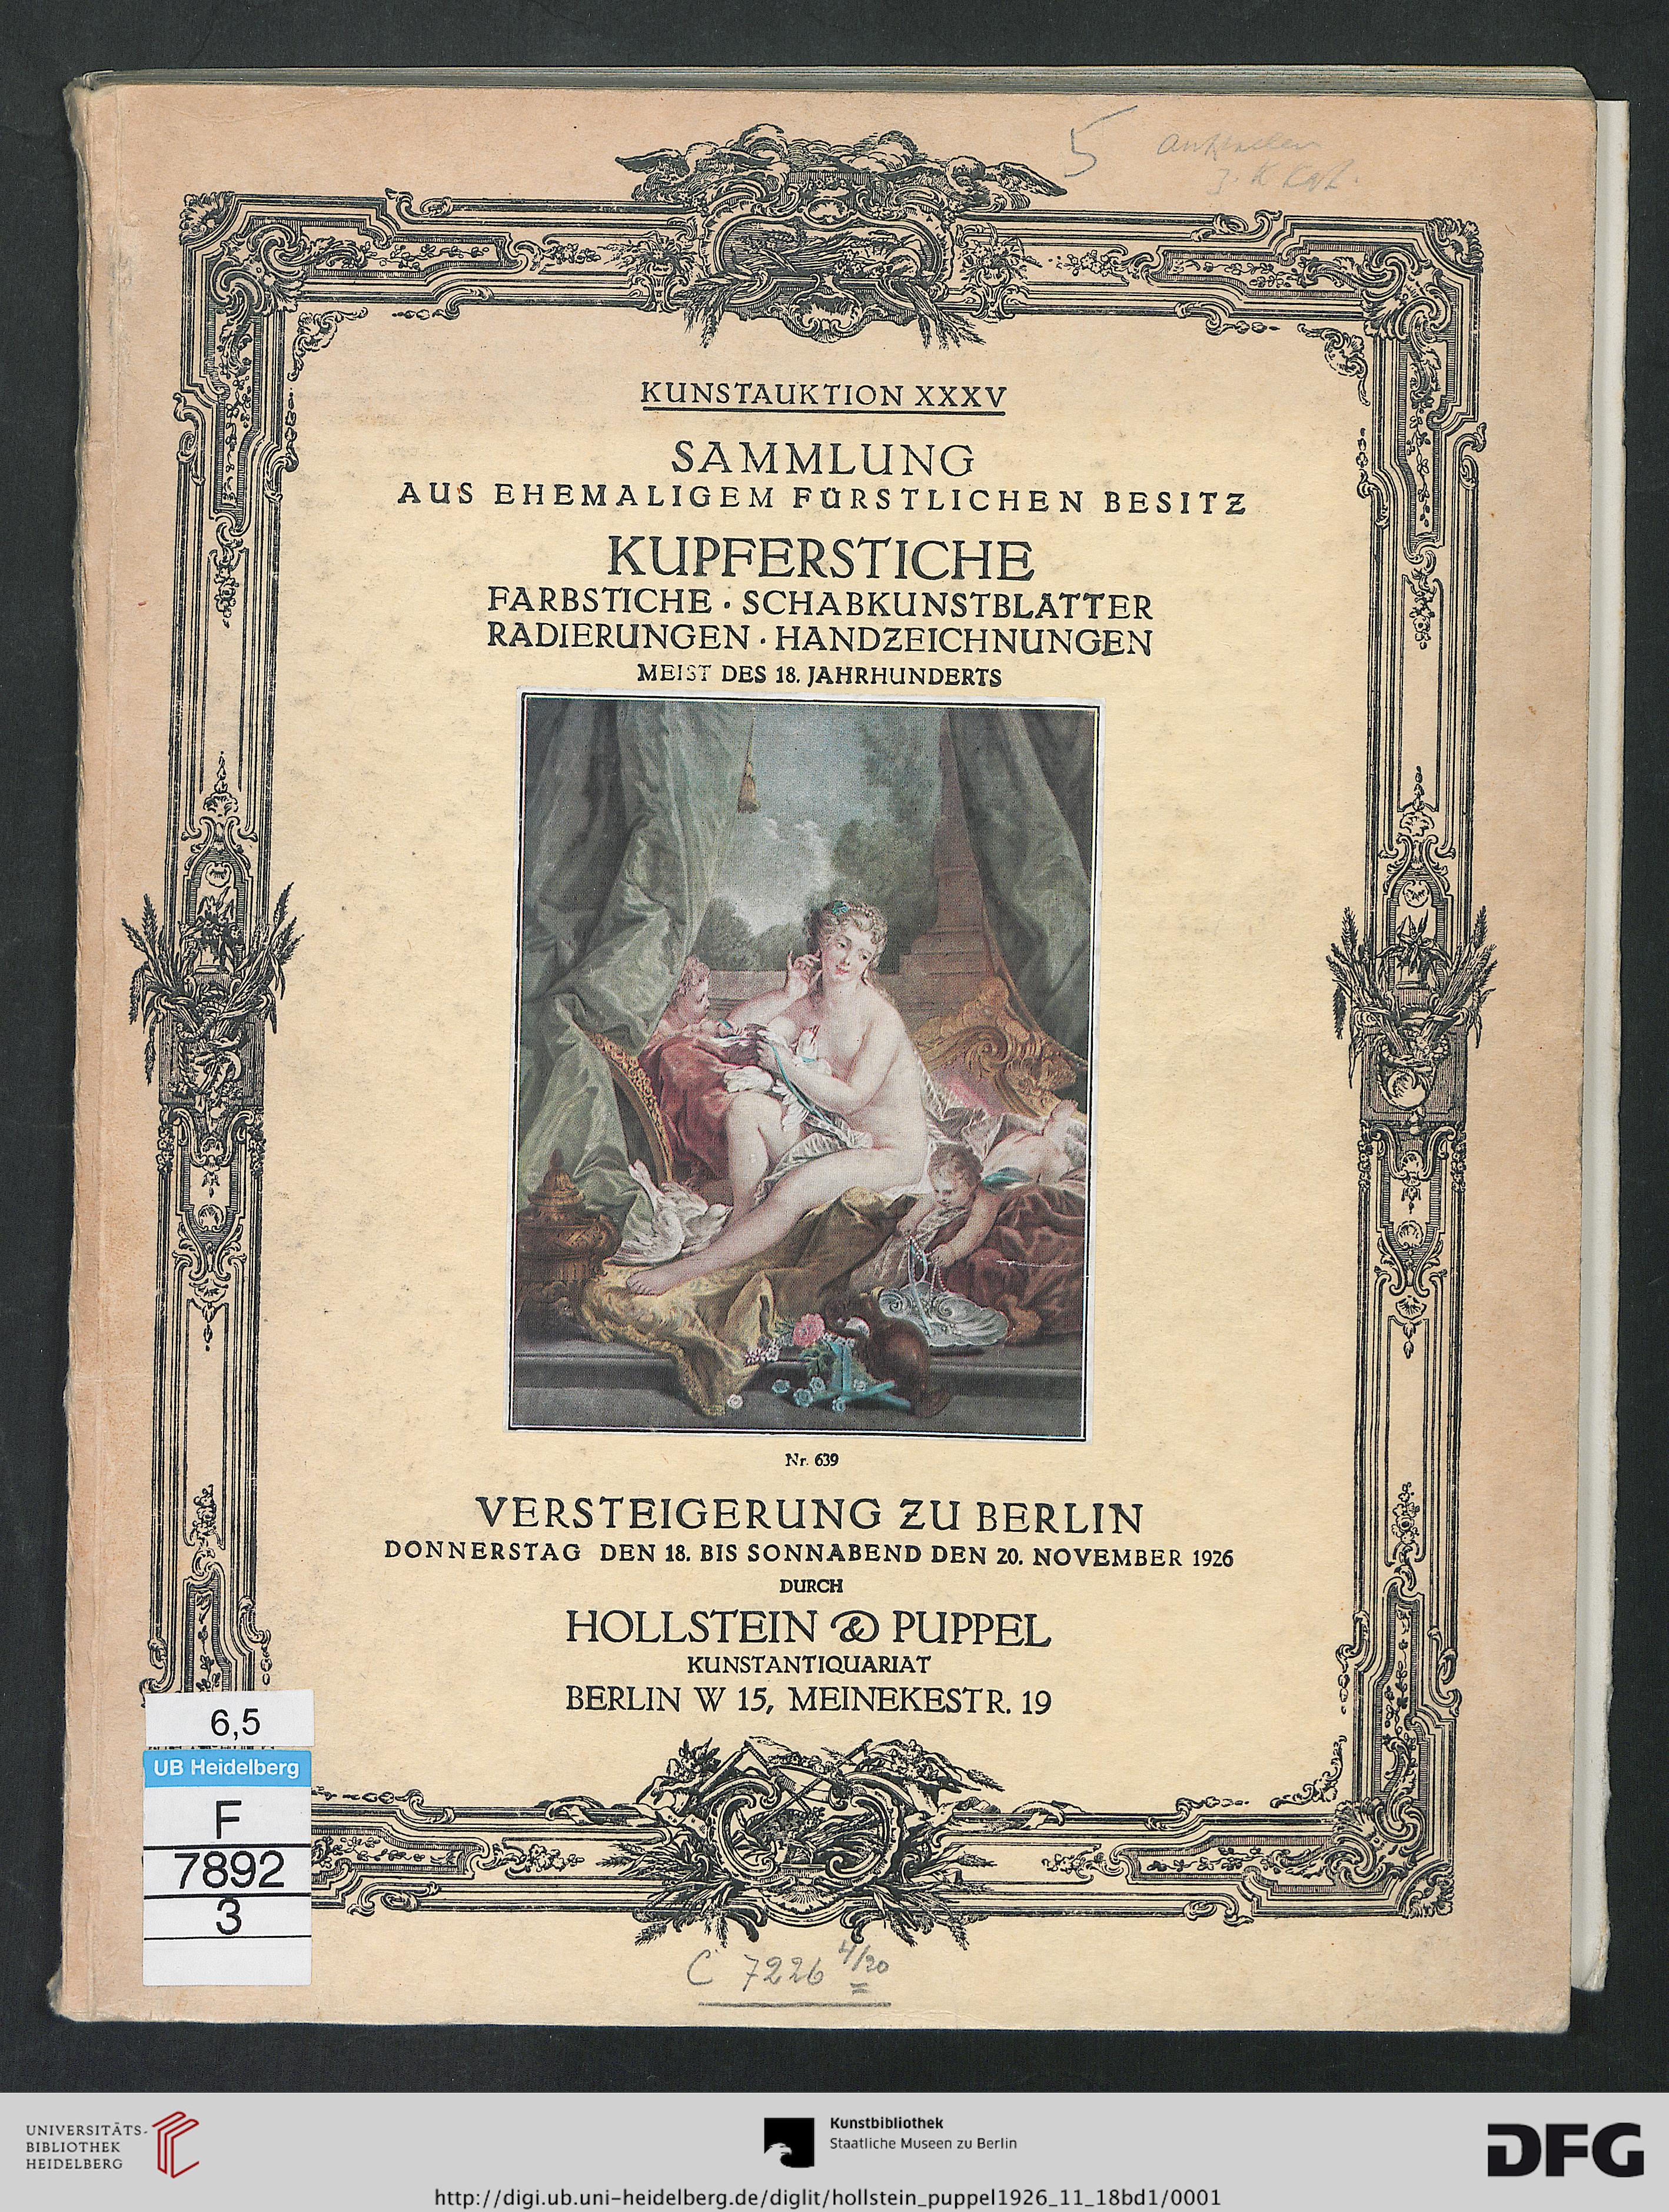 5
KUNSTAUKTION XXXV
SAMMLUNG
AUS EHEMALIGEM FÜRSTLICHEN BESITZ
KUPFERSTICHE
FARBSTICHE · SCHABKUNSTBLÄTTER
RADIERUNGEN · HANDZEICHNUNGEN
MEIST DES 18. JAHRHUNDERTS
Nr. 639
VERSTEIGERUNG ZU BERLIN
DONNERSTAG DEN 18. BIS SONNABEND DEN 20. NOVEMBER 1926
DURCH
HOLLSTEIN & PUPPEL
KUNSTANTIQUARIAT
BERLIN W 15, MEINEKESTR. 19
6,5
UB Heidelberg
F
7892
3
C 7226 4/20
UNIVERSITÄTS-
BIBLIOTHEK
HEIDELBERG
Kunstbibliothek
Staatliche Museen zu Berlin
DFG
http://digi.ub.uni-heidelberg.de/diglit/hollstein_puppel1926_11_18bd1/0001